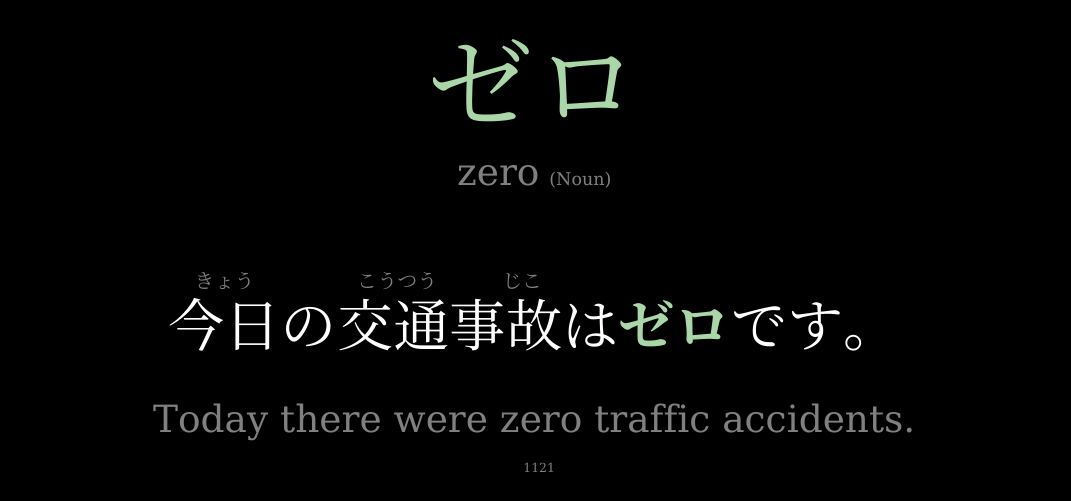 ゼロ
zero (Noun)
きょう こうつう じこ
今日の交通事故はゼロです。
Today there were zero traffic accidents.
1121